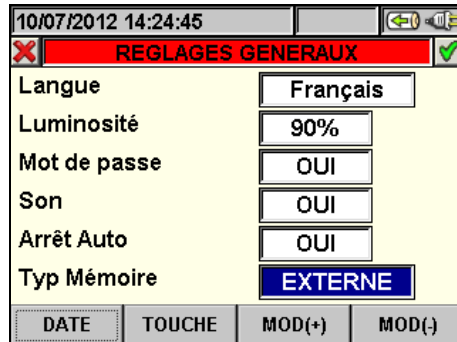 10/07/2012 14:24:45
REGLAGES GENERAUX
Langue Français
Luminosité 90%
Mot de passe OUI
Son OUI
Arrêt Auto OUI
Typ Mémoire EXTERNE
DATE TOUCHE MOD(+) MOD(-)